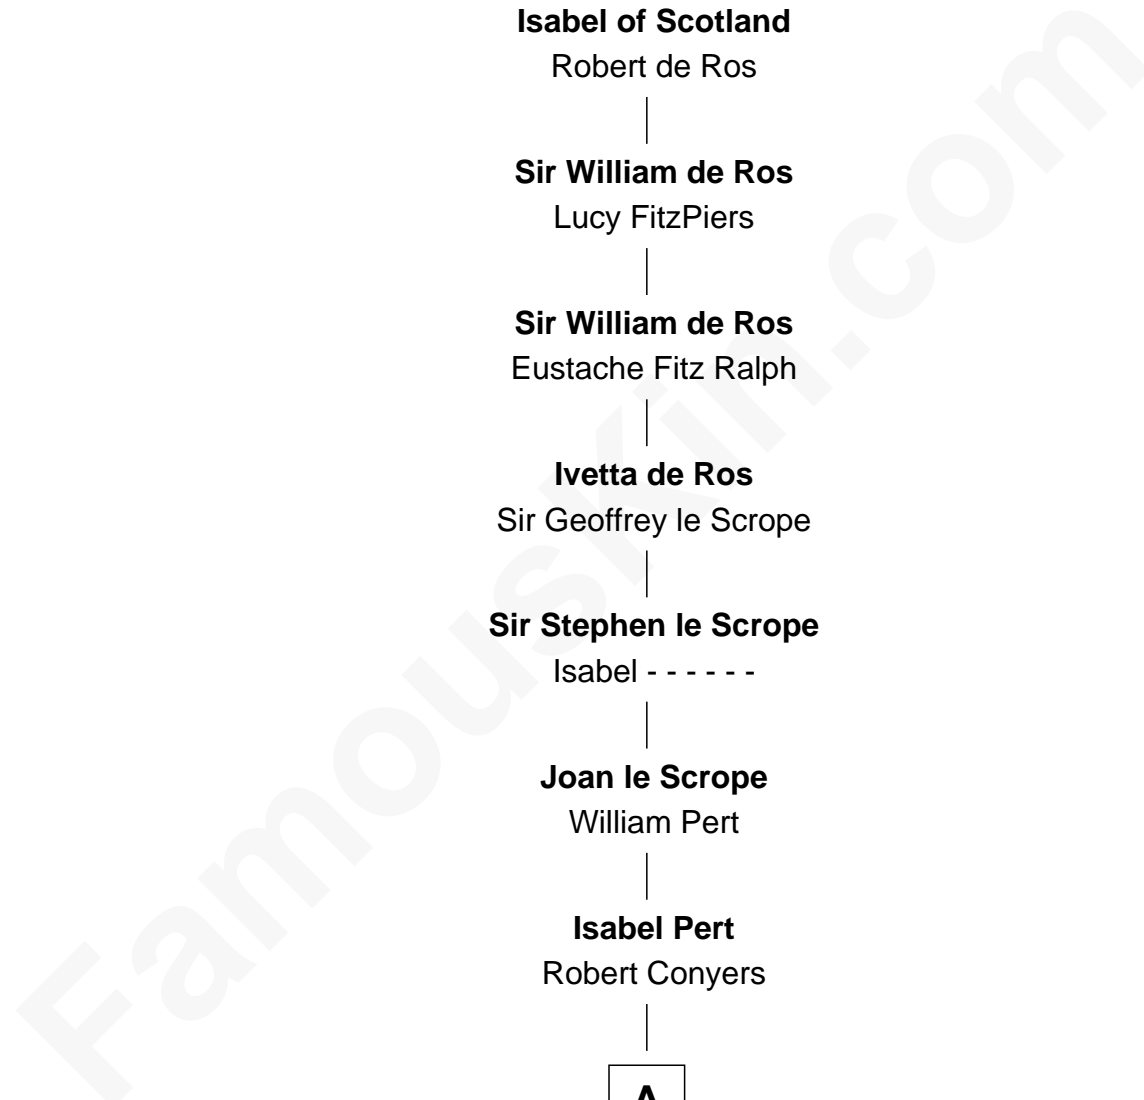 Isabel of Scotland
Robert de Ros
Sir William de Ros
Lucy FitzPiers
Sir William de Ros
Eustache Fitz Ralph
Ivetta de Ros
Sir Geoffrey le Scrope
Sir Stephen le Scrope
Isabel - - - - - -
Joan le Scrope
William Pert
Isabel Pert
Robert Conyers
A
FamousKin.com